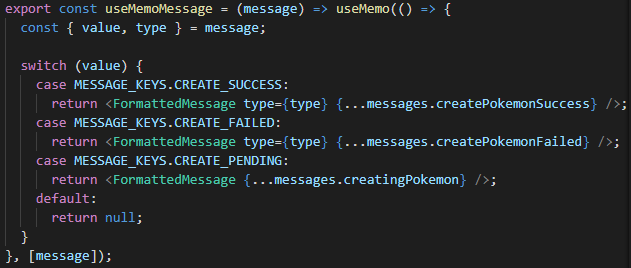 export const useMemoMessage = (message) => useMemo(() => {
  const { value, type } = message;

  switch (value) {
    case MESSAGE_KEYS.CREATE_SUCCESS:
      return <FormattedMessage type={type} {...messages.createPokemonSuccess} />;
    case MESSAGE_KEYS.CREATE_FAILED:
      return <FormattedMessage type={type} {...messages.createPokemonFailed} />;
    case MESSAGE_KEYS.CREATE_PENDING:
      return <FormattedMessage {...messages.creatingPokemon} />;
    default:
      return null;
  }
}, [message]);